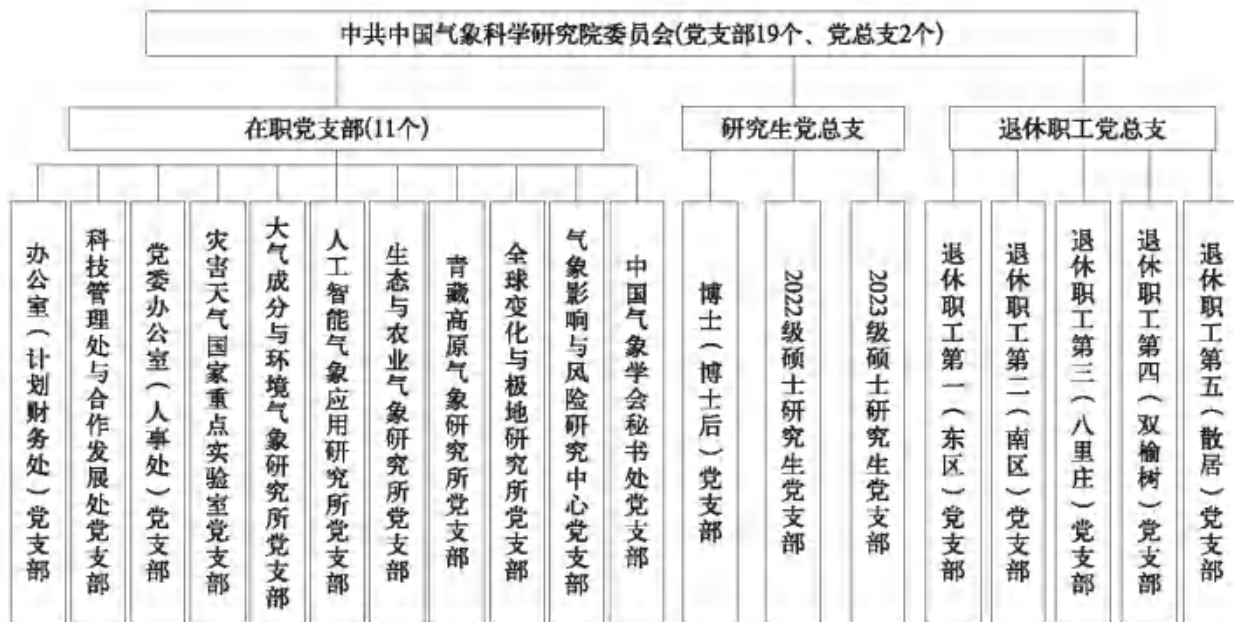 中共中国气象科学研究院委员会(党支部19个、党总支2个)
在职党支部(11个)
研究生党总支
退休职工党总支
办公室（计划财务处）党支部
科技管理处与合作发展处党支部
党委办公室（人事处）党支部
灾害天气国家重点实验室党支部
大气成分与环境气象研究所党支部
人工智能气象应用研究所党支部
生态与农业气象研究所党支部
青藏高原气象研究所党支部
全球变化与极地研究所党支部
气象影响与风险研究中心党支部
中国气象学会秘书处党支部
博士（博士后）党支部
2022级硕士研究生党支部
2023级硕士研究生党支部
退休职工第一（东区）党支部
退休职工第二（南区）党支部
退休职工第三（八里庄）党支部
退休职工第四（双榆树）党支部
退休职工第五（散居）党支部